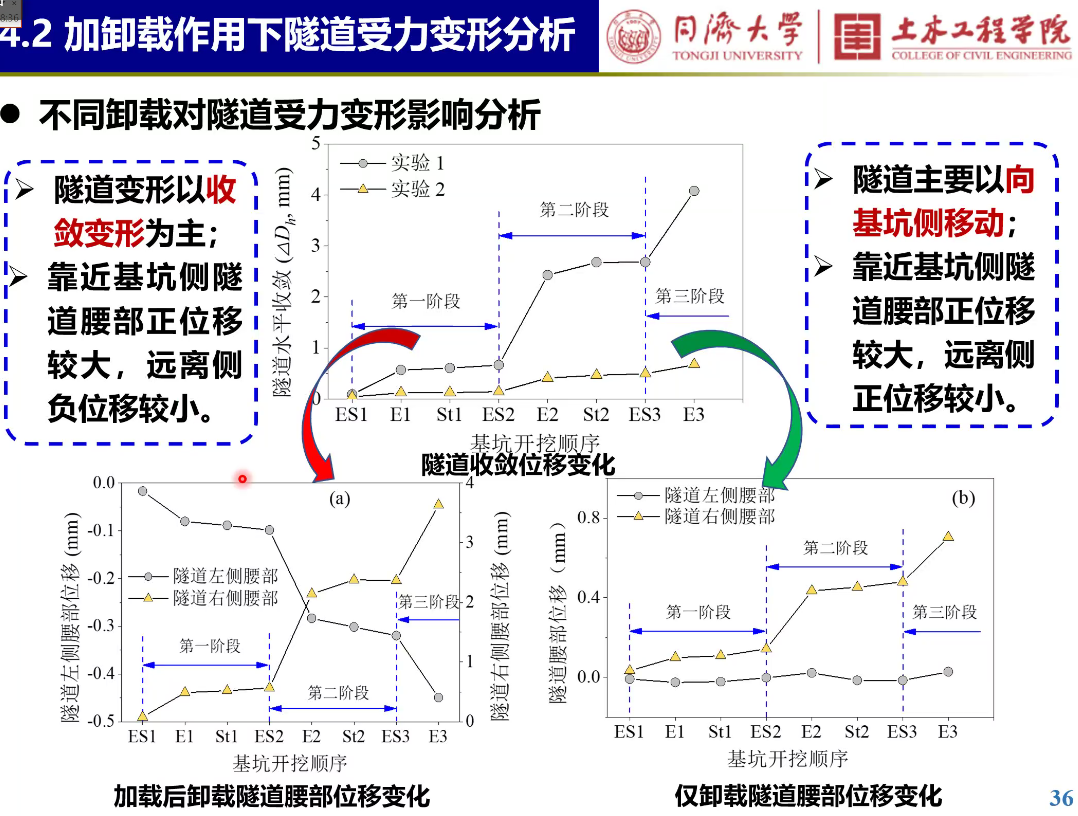 8:36
4.2 加卸载作用下隧道受力变形分析
同濟大學
TONGJI UNIVERSITY
土木工程学院
COLLEGE OF CIVIL ENGINEERING
● 不同卸载对隧道受力变形影响分析
➢ 隧道变形以收
敛变形为主；
➢ 靠近基坑侧隧
道腰部正位移
较大，远离侧
负位移较小。
5
4
3
2
1
0
隧道水平收敛 (△Dh, mm)
实验 1
实验 2
第一阶段
第二阶段
第三阶段
ES1 E1 St1 ES2 E2 St2 ES3 E3
基坑开挖顺序
隧道收敛位移变化
➢ 隧道主要以向
基坑侧移动；
➢ 靠近基坑侧隧
道腰部正位移
较大，远离侧
正位移较小。
(a)
0.0
-0.1
-0.2
-0.3
-0.4
-0.5
隧道左侧腰部位移 (mm)
隧道左侧腰部
隧道右侧腰部
第一阶段
第二阶段
第三阶段
4
3
2
1
0
隧道右侧腰部位移 (mm)
ES1 E1 St1 ES2 E2 St2 ES3 E3
基坑开挖顺序
加载后卸载隧道腰部位移变化
(b)
隧道左侧腰部
隧道右侧腰部
0.8
0.4
0.0
隧道腰部位移（mm）
第一阶段
第二阶段
第三阶段
ES1 E1 St1 ES2 E2 St2 ES3 E3
基坑开挖顺序
仅卸载隧道腰部位移变化
36